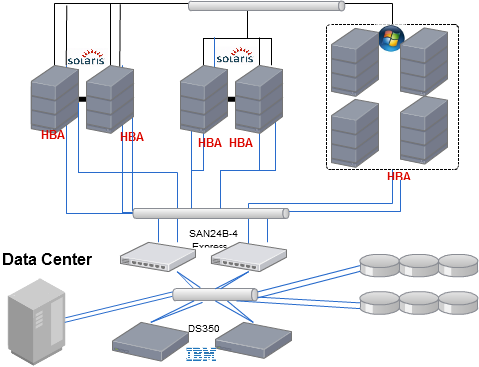 solaris
solaris
HBA
HBA
HBA
HBA
HBA
SAN24B-4
Express
Data Center
DS350
IBM